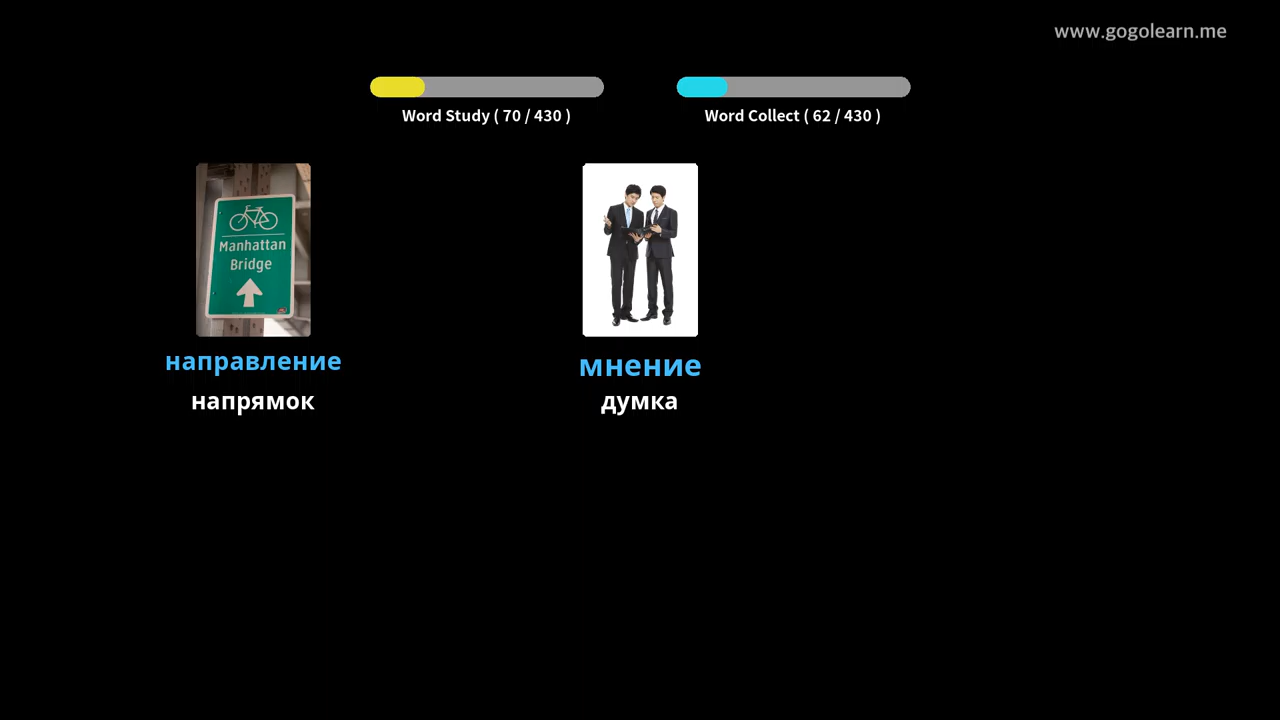 www.gogolearn.me
Word Study ( 70 / 430 )
Word Collect ( 62 / 430 )
Manhattan
Bridge
направление
напрямок
мнение
думка